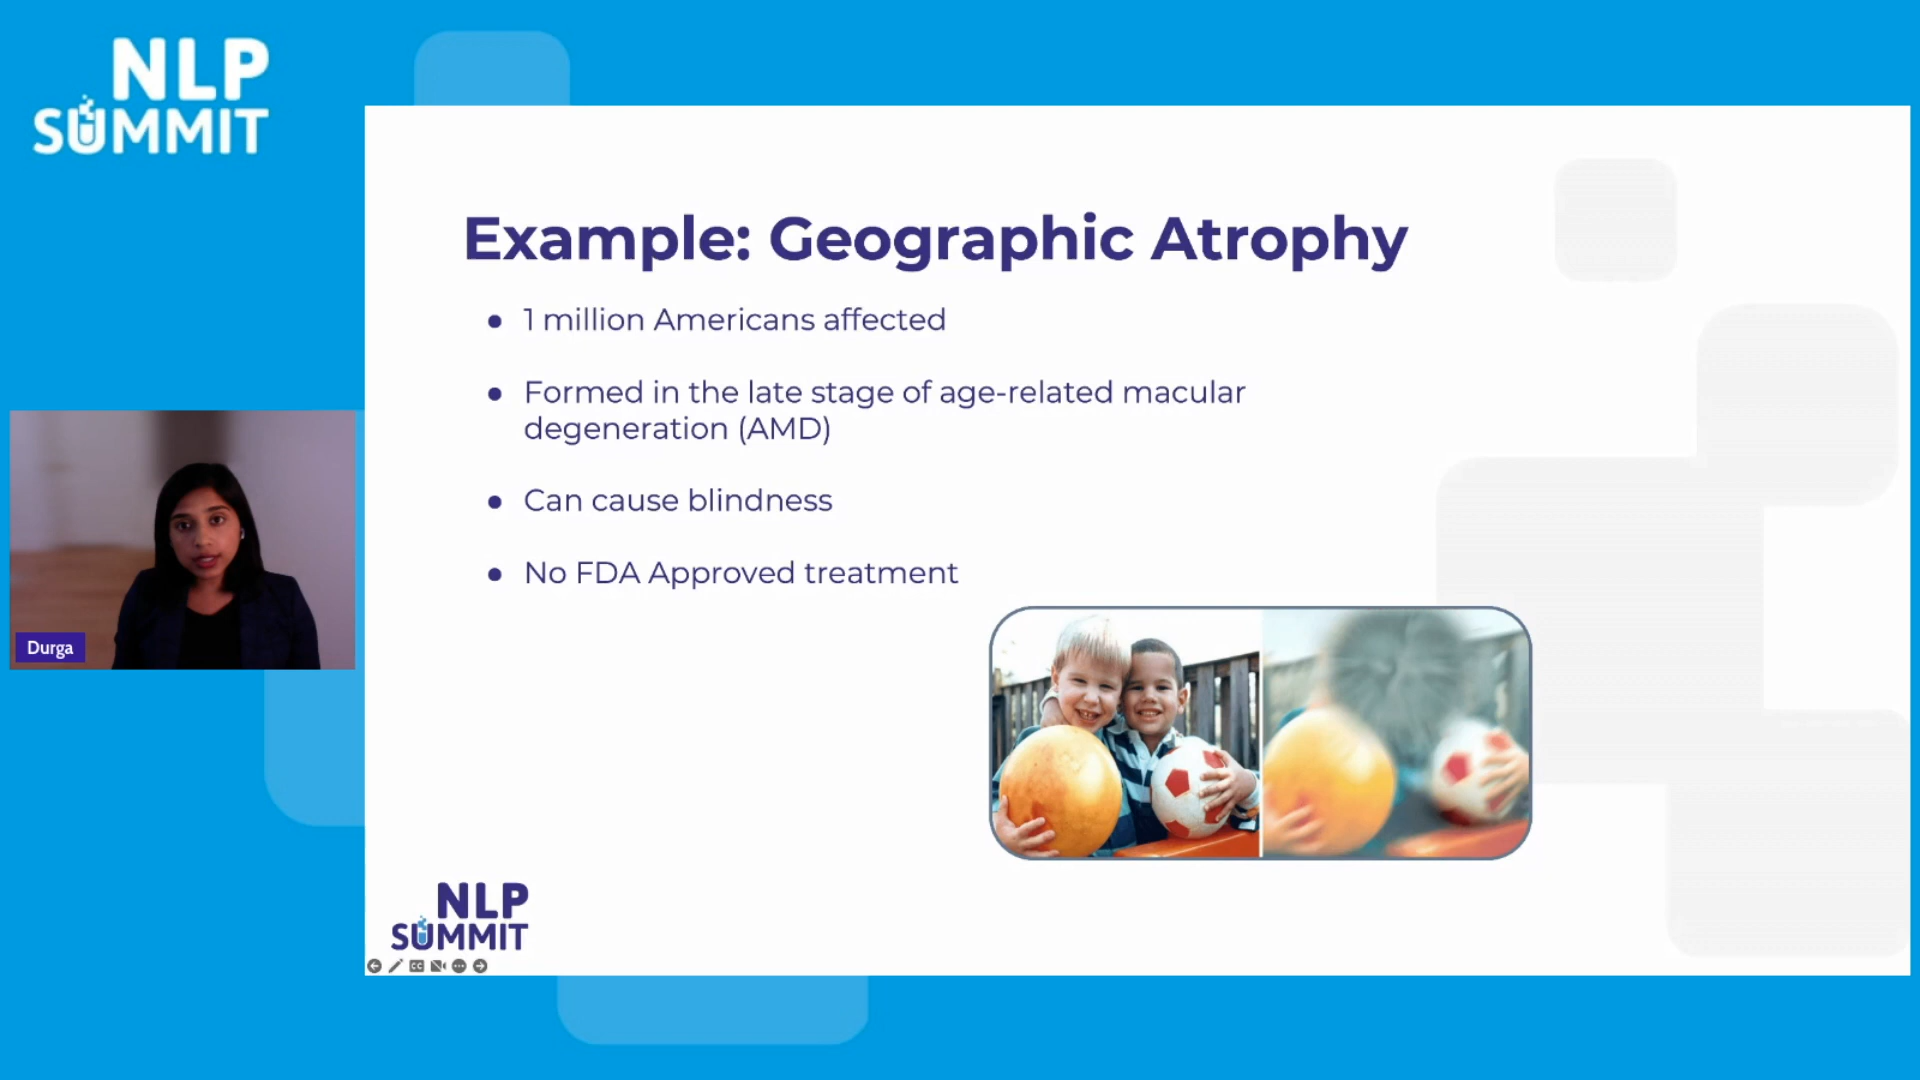 NLP
SUMMIT
Example: Geographic Atrophy
● 1 million Americans affected
● Formed in the late stage of age-related macular
degeneration (AMD)
● Can cause blindness
● No FDA Approved treatment
Durga
NLP
SUMMIT
CC